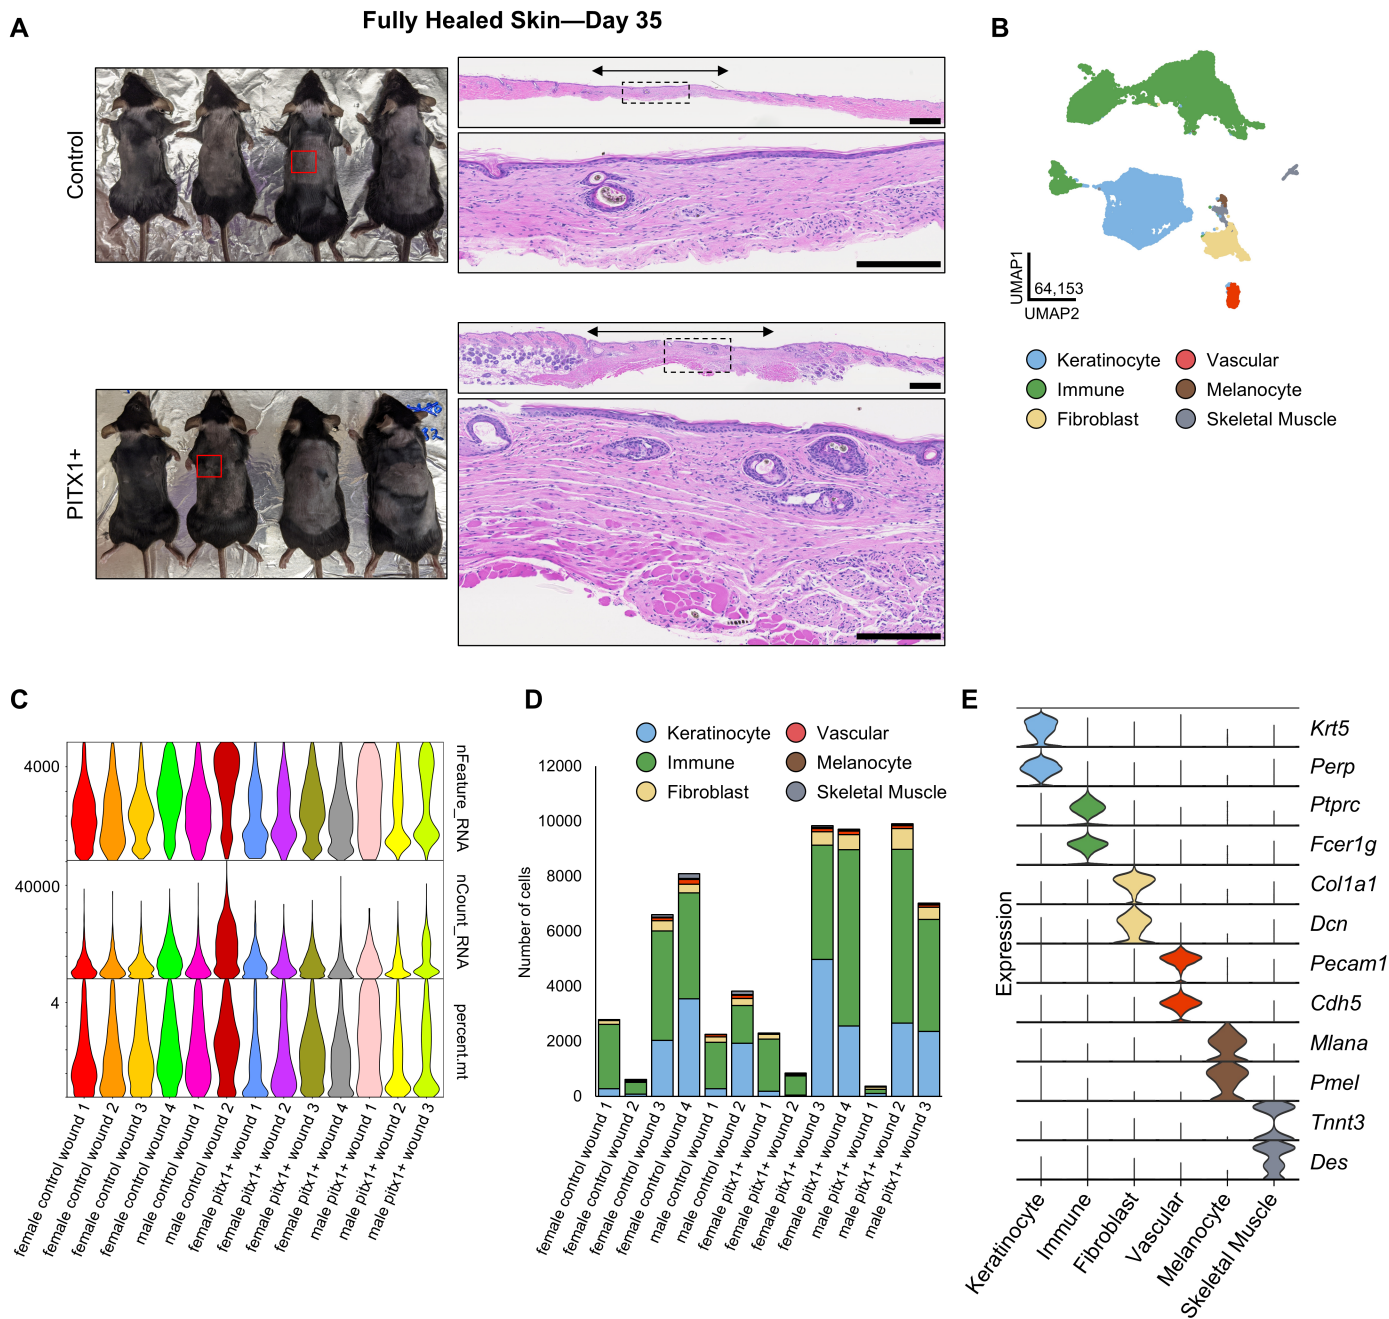 A
Fully Healed Skin—Day 35
Control
PITX1+
B
UMAP1
64,153
UMAP2
Keratinocyte
Immune
Fibroblast
Vascular
Melanocyte
Skeletal Muscle
C
4000
nFeature_RNA
40000
nCount_RNA
4
percent.mt
female control wound 1
female control wound 2
female control wound 3
female control wound 4
male control wound 1
male control wound 2
female pitx1+ wound 1
female pitx1+ wound 2
female pitx1+ wound 3
female pitx1+ wound 4
male pitx1+ wound 1
male pitx1+ wound 2
male pitx1+ wound 3
D
Keratinocyte
Immune
Fibroblast
Vascular
Melanocyte
Skeletal Muscle
Number of cells
12000
10000
8000
6000
4000
2000
0
female control wound 1
female control wound 2
female control wound 3
female control wound 4
male control wound 1
male control wound 2
female pitx1+ wound 1
female pitx1+ wound 2
female pitx1+ wound 3
female pitx1+ wound 4
male pitx1+ wound 1
male pitx1+ wound 2
male pitx1+ wound 3
E
Expression
Krt5
Perp
Ptprc
Fcer1g
Col1a1
Dcn
Pecam1
Cdh5
Mlana
Pmel
Tnnt3
Des
Keratinocyte
Immune
Fibroblast
Vascular
Melanocyte
Skeletal Muscle